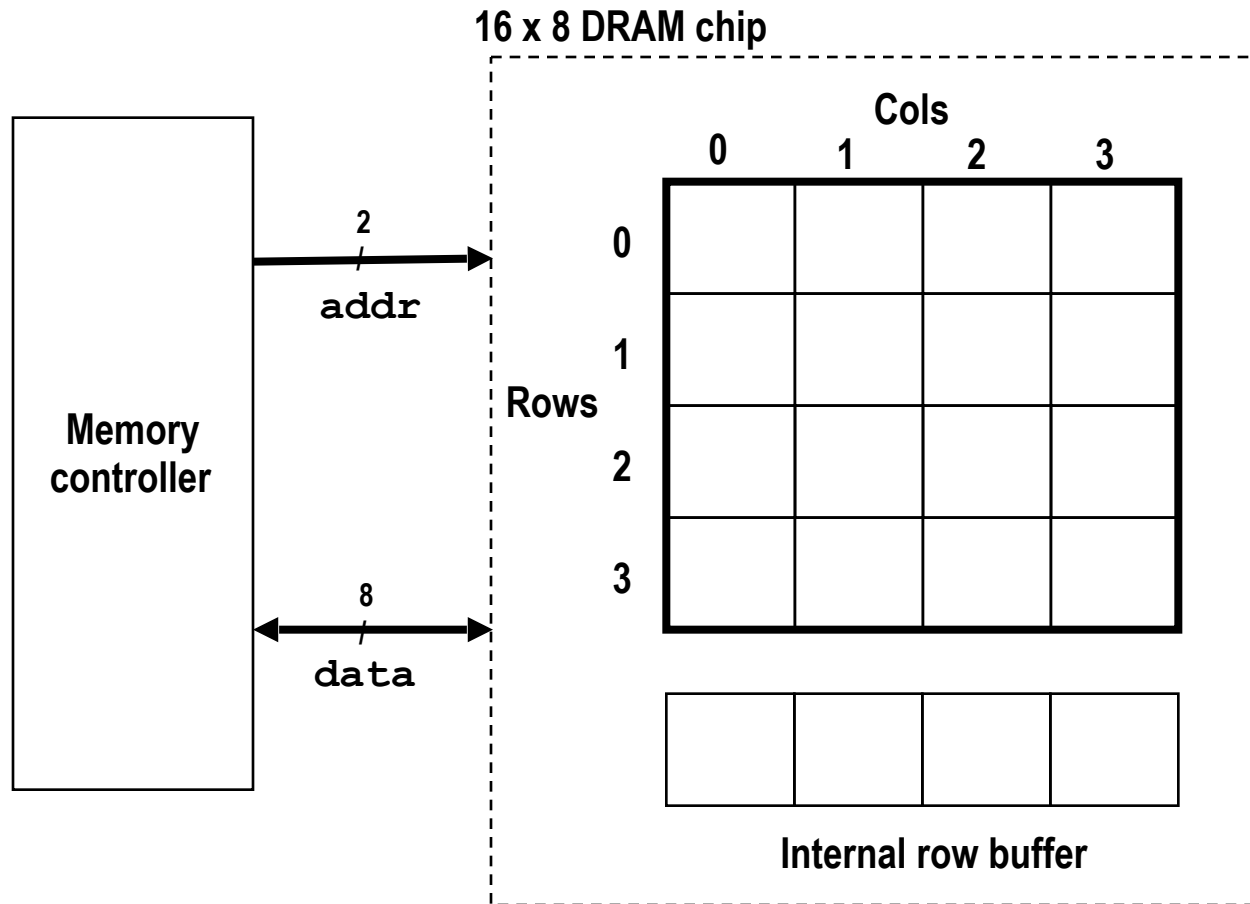 16 x 8 DRAM chip
Cols
0 1 2 3
2
addr
0
1
Rows
2
3
Memory
controller
8
data
Internal row buffer